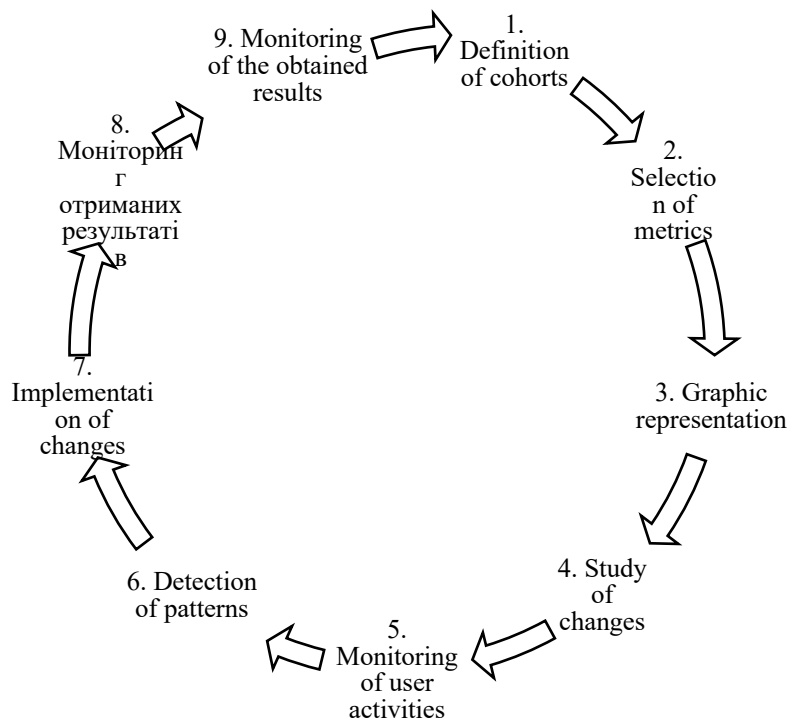 1.
Definition
of cohorts
2.
Selectio
n of
metrics
3. Graphic
representation
4. Study
of
changes
5.
Monitoring
of user
activities
6. Detection
of patterns
7.
Implementati
on of
changes
8.
Моніторин
г
отриманих
результаті
в
9. Monitoring
of the obtained
results